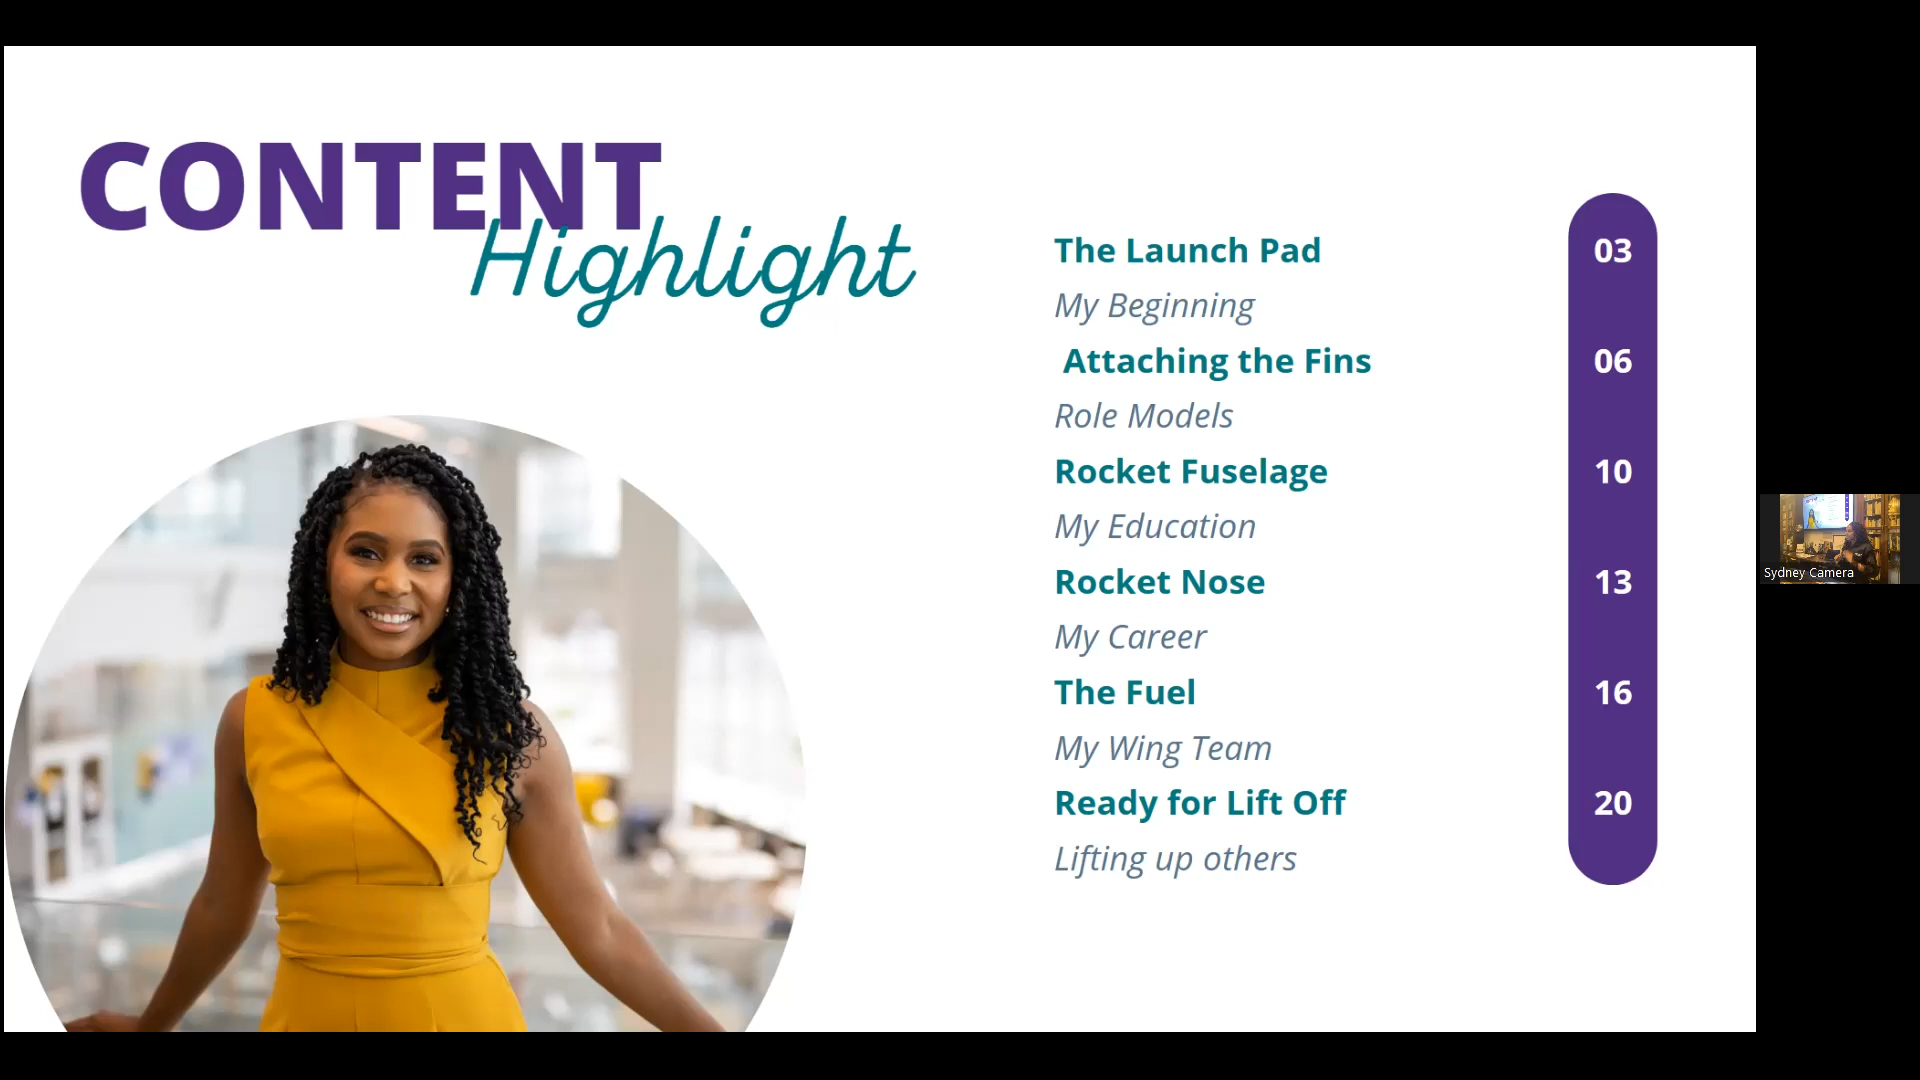 CONTENT
Highlight
The Launch Pad 03
My Beginning
Attaching the Fins 06
Role Models
Rocket Fuselage 10
My Education
Rocket Nose 13
My Career
The Fuel 16
My Wing Team
Ready for Lift Off 20
Lifting up others
Sydney Camera